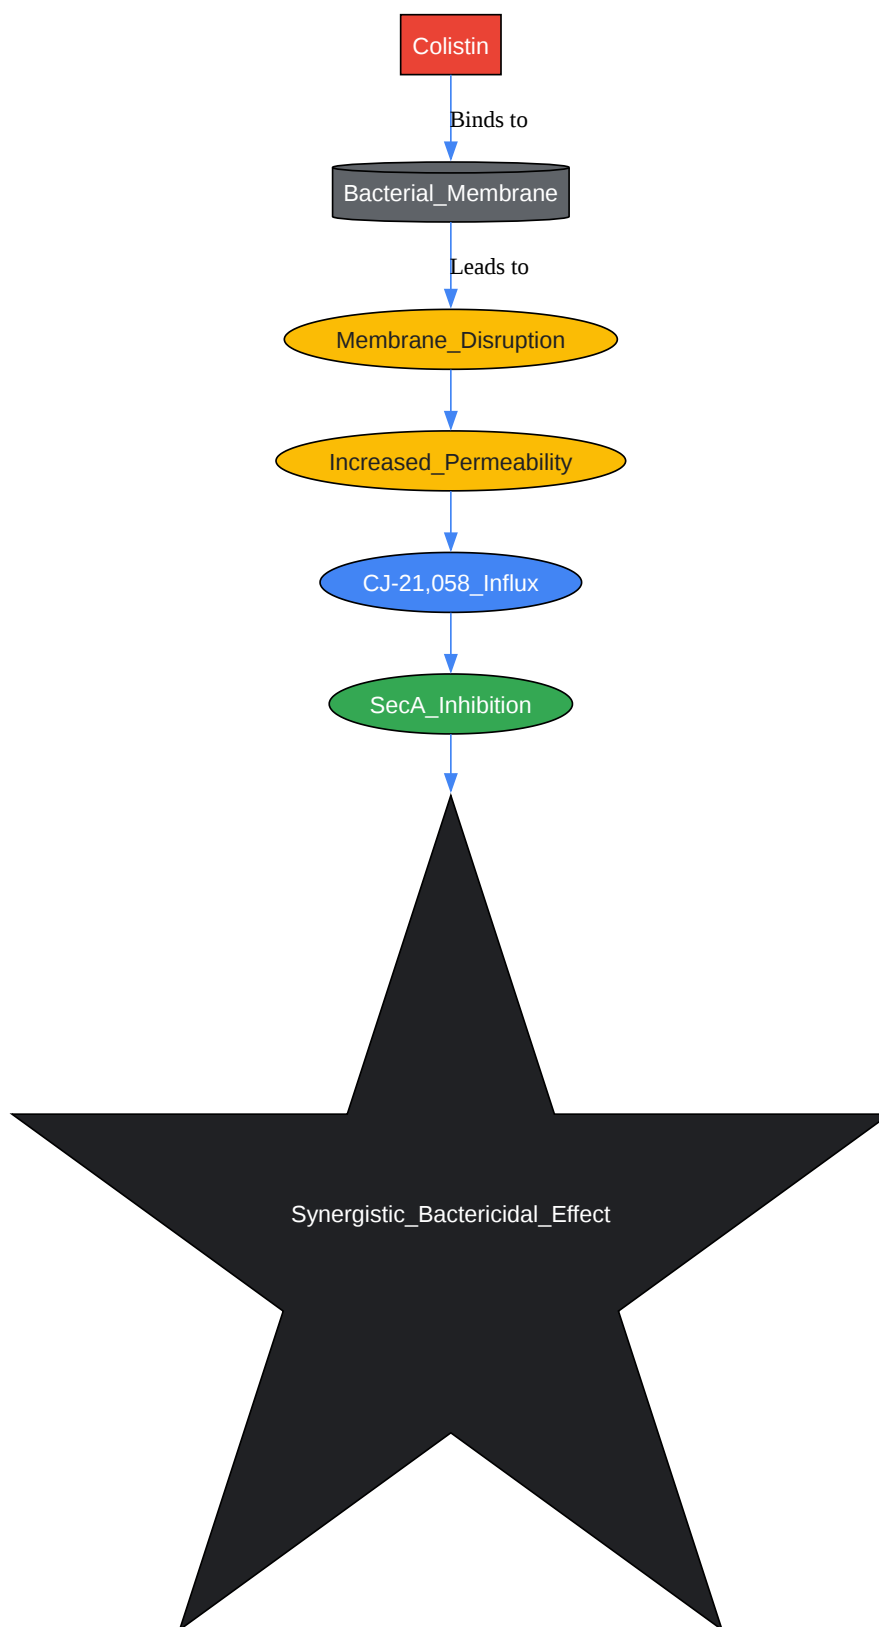 Colistin
Binds to
Bacterial_Membrane
Leads to
Membrane_Disruption
Increased_Permeability
CJ-21,058_Influx
SecA_Inhibition
Synergistic_Bactericidal_Effect